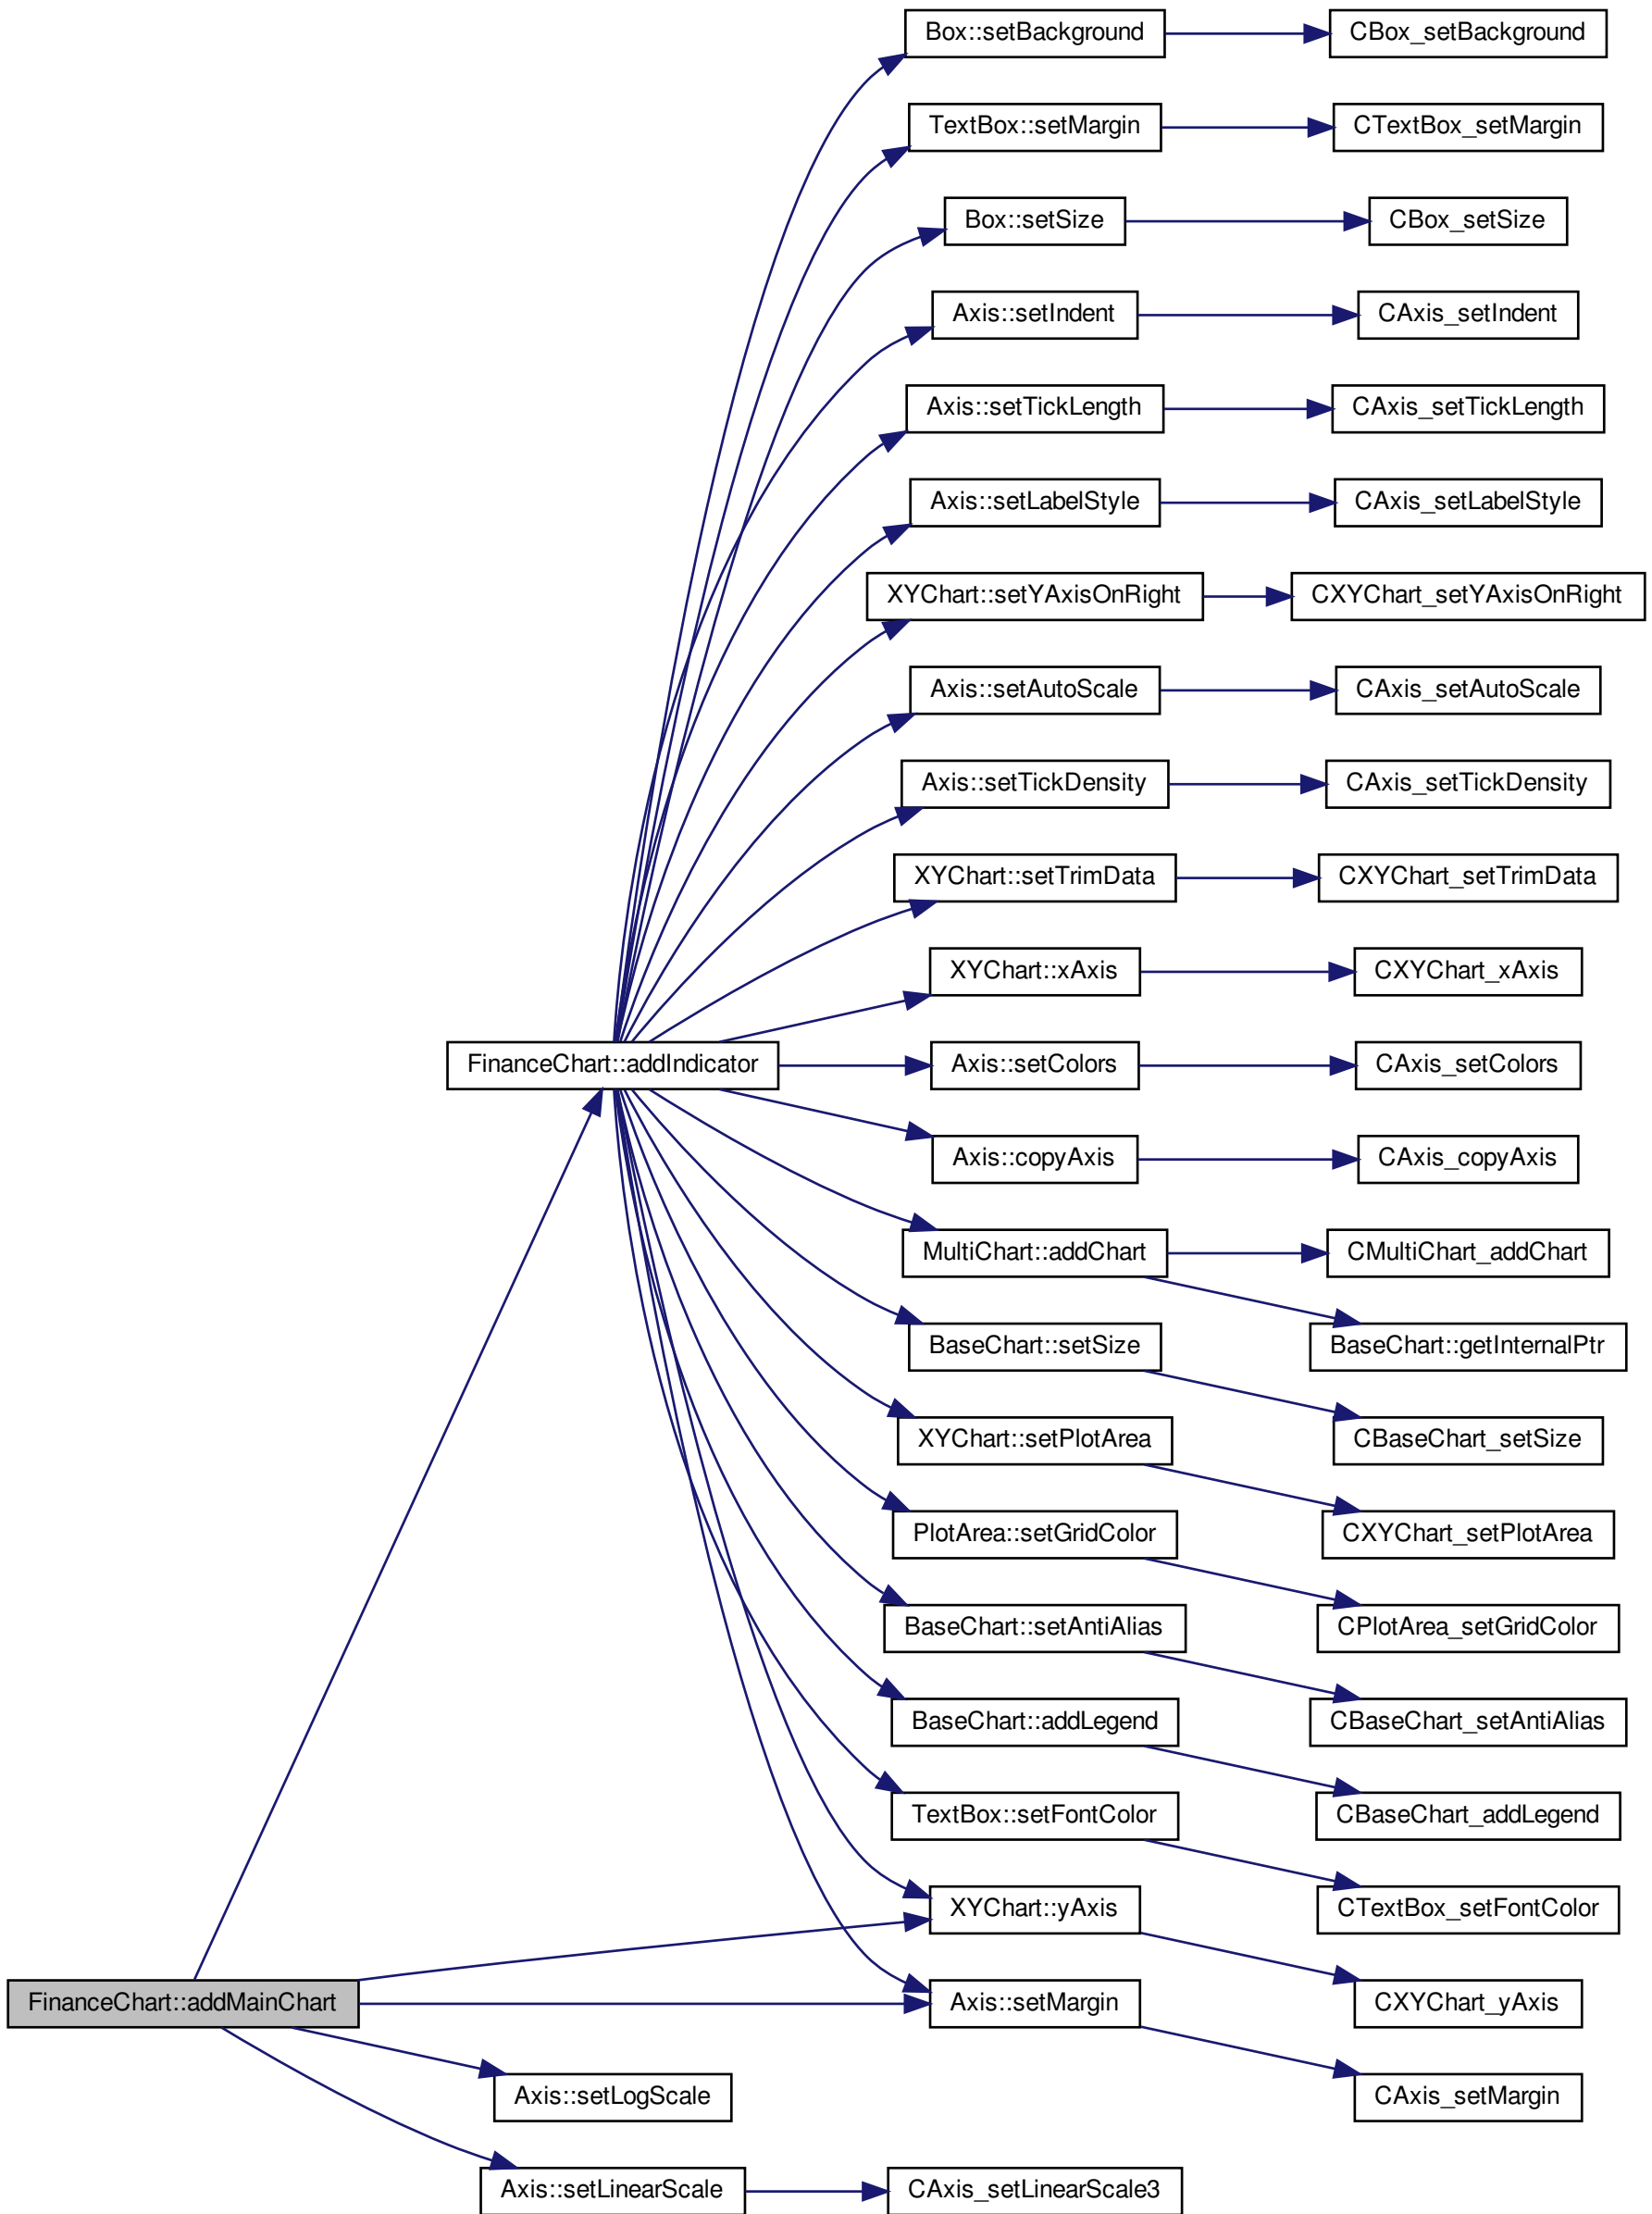 Box::setBackground
CBox_setBackground
TextBox::setMargin
CTextBox_setMargin
Box::setSize
CBox_setSize
Axis::setIndent
CAxis_setIndent
Axis::setTickLength
CAxis_setTickLength
Axis::setLabelStyle
CAxis_setLabelStyle
XYChart::setYAxisOnRight
CXYChart_setYAxisOnRight
Axis::setAutoScale
CAxis_setAutoScale
Axis::setTickDensity
CAxis_setTickDensity
XYChart::setTrimData
CXYChart_setTrimData
XYChart::xAxis
CXYChart_xAxis
FinanceChart::addIndicator
Axis::setColors
CAxis_setColors
Axis::copyAxis
CAxis_copyAxis
MultiChart::addChart
CMultiChart_addChart
BaseChart::setSize
BaseChart::getInternalPtr
XYChart::setPlotArea
CBaseChart_setSize
PlotArea::setGridColor
CXYChart_setPlotArea
BaseChart::setAntiAlias
CPlotArea_setGridColor
BaseChart::addLegend
CBaseChart_setAntiAlias
TextBox::setFontColor
CBaseChart_addLegend
XYChart::yAxis
CTextBox_setFontColor
FinanceChart::addMainChart
Axis::setMargin
CXYChart_yAxis
Axis::setLogScale
CAxis_setMargin
Axis::setLinearScale
CAxis_setLinearScale3